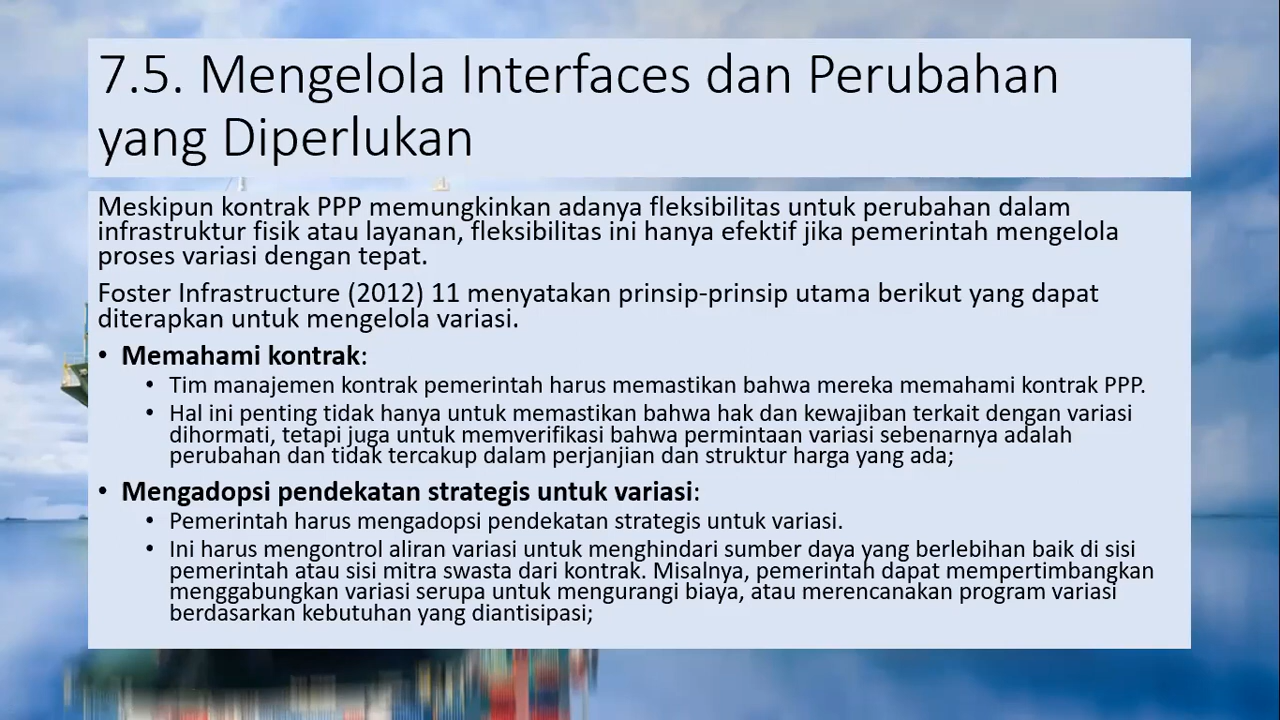 7.5. Mengelola Interfaces dan Perubahan
yang Diperlukan
Meskipun kontrak PPP memungkinkan adanya fleksibilitas untuk perubahan dalam
infrastruktur fisik atau layanan, fleksibilitas ini hanya efektif jika pemerintah mengelola
proses variasi dengan tepat.
Foster Infrastructure (2012) 11 menyatakan prinsip-prinsip utama berikut yang dapat
diterapkan untuk mengelola variasi.
• Memahami kontrak:
• Tim manajemen kontrak pemerintah harus memastikan bahwa mereka memahami kontrak PPP.
• Hal ini penting tidak hanya untuk memastikan bahwa hak dan kewajiban terkait dengan variasi
dihormati, tetapi juga untuk memverifikasi bahwa permintaan variasi sebenarnya adalah
perubahan dan tidak tercakup dalam perjanjian dan struktur harga yang ada;
• Mengadopsi pendekatan strategis untuk variasi:
• Pemerintah harus mengadopsi pendekatan strategis untuk variasi.
• Ini harus mengontrol aliran variasi untuk menghindari sumber daya yang berlebihan baik di sisi
pemerintah atau sisi mitra swasta dari kontrak. Misalnya, pemerintah dapat mempertimbangkan
menggabungkan variasi serupa untuk mengurangi biaya, atau merencanakan program variasi
berdasarkan kebutuhan yang diantisipasi;